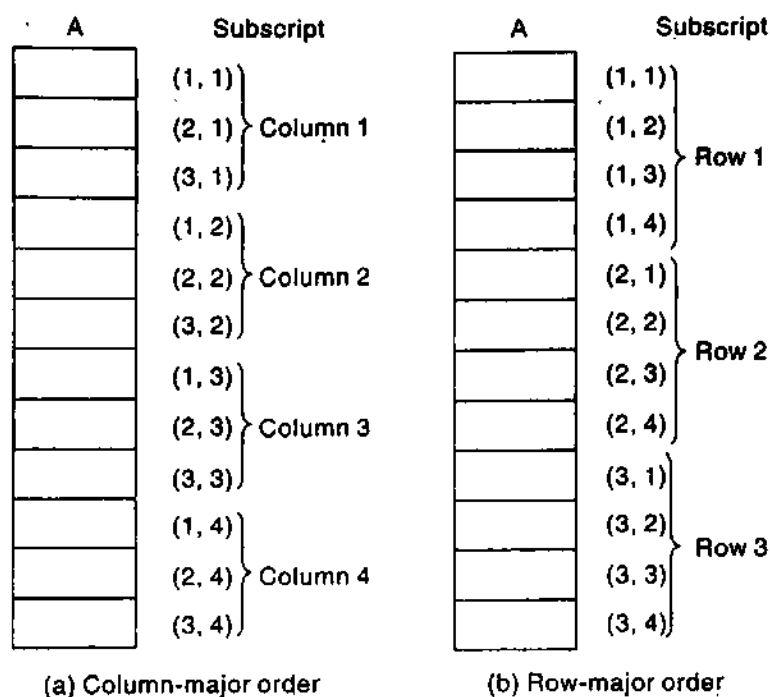 A Subscript
(1, 1)
(2, 1) Column 1
(3, 1)
(1, 2)
(2, 2) Column 2
(3, 2)
(1, 3)
(2, 3) Column 3
(3, 3)
(1, 4)
(2, 4) Column 4
(3, 4)
(a) Column-major order
A Subscript
(1, 1)
(1, 2)
Row 1
(1, 3)
(1, 4)
(2, 1)
(2, 2)
Row 2
(2, 3)
(2, 4)
(3, 1)
(3, 2)
Row 3
(3, 3)
(3, 4)
(b) Row-major order